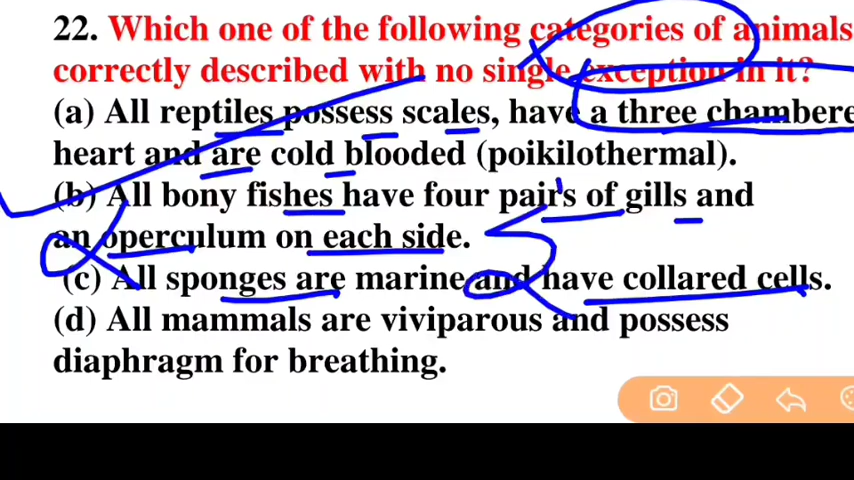 22. Which one of the following categories of animals
correctly described with no single exception in it?
(a) All reptiles possess scales, have a three chambere
heart and are cold blooded (poikilothermal).
(b) All bony fishes have four pairs of gills and
an operculum on each side.
(c) All sponges are marine and have collared cells.
(d) All mammals are viviparous and possess
diaphragm for breathing.